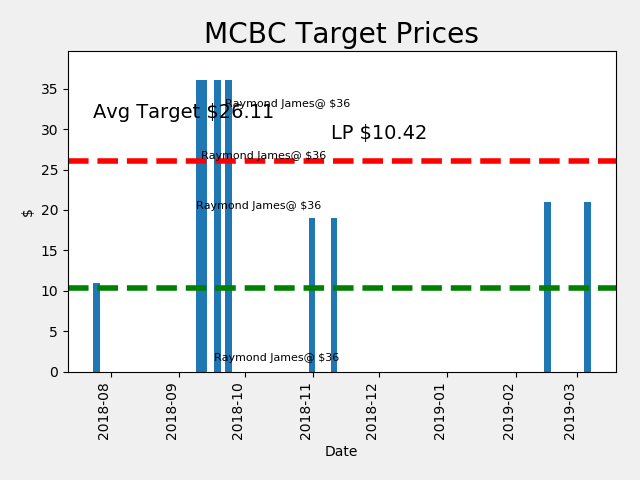 MCBC Target Prices
Raymond James@ $36
Avg Target $26.11
LP $10.42
Raymond James@ $36
Raymond James@ $36
Raymond James@ $36
$
35
30
25
20
15
10
5
0
2018-08
2018-09
2018-10
2018-11
2018-12
2019-01
2019-02
2019-03
Date